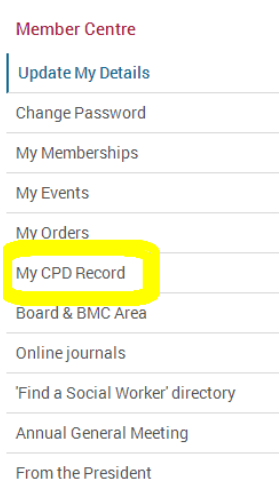 Member Centre
Update My Details
Change Password
My Memberships
My Events
My Orders
My CPD Record
Board & BMC Area
Online journals
'Find a Social Worker' directory
Annual General Meeting
From the President